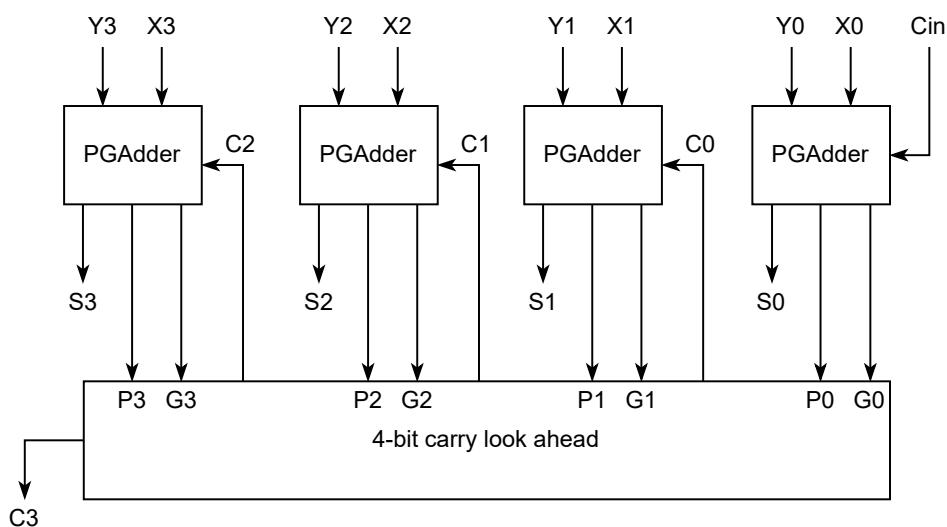 Y3 X3 Y2 X2 Y1 X1 Y0 X0 Cin
C2 C1 C0
PGAdder PGAdder PGAdder PGAdder
S3 S2 S1 S0
P3 G3 P2 G2 P1 G1 P0 G0
4-bit carry look ahead
C3